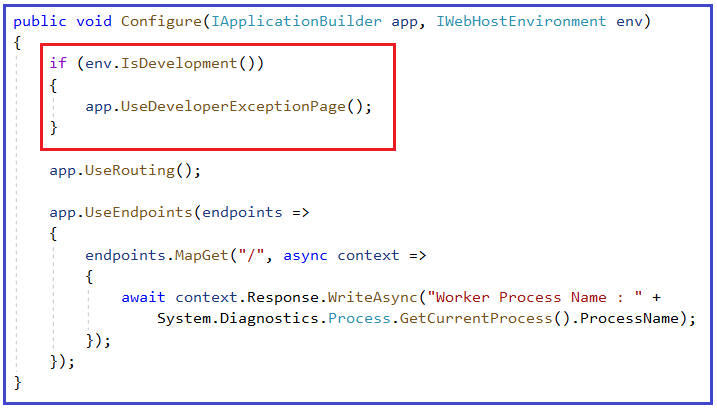 public void Configure(IApplicationBuilder app, IWebHostEnvironment env)
{
    if (env.IsDevelopment())
    {
        app.UseDeveloperExceptionPage();
    }
    app.UseRouting();
    app.UseEndpoints(endpoints =>
    {
        endpoints.MapGet("/", async context =>
        {
            await context.Response.WriteAsync("Worker Process Name : " +
                System.Diagnostics.Process.GetCurrentProcess().ProcessName);
        });
    });
}